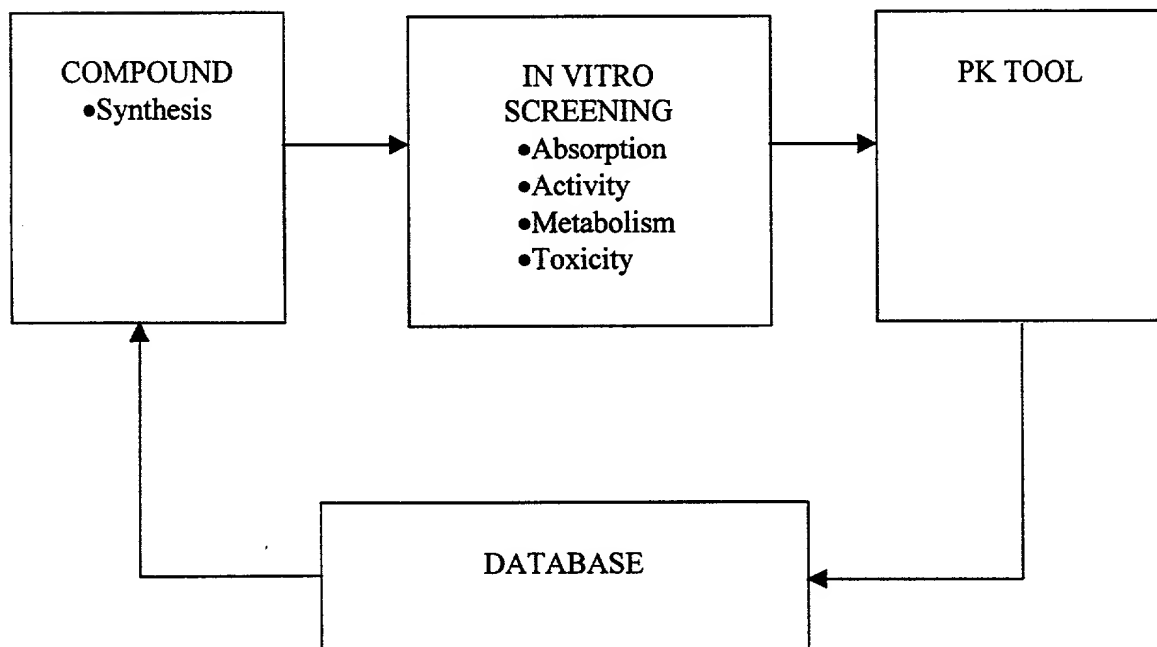 COMPOUND
•Synthesis
IN VITRO
SCREENING
•Absorption
•Activity
•Metabolism
•Toxicity
PK TOOL
DATABASE